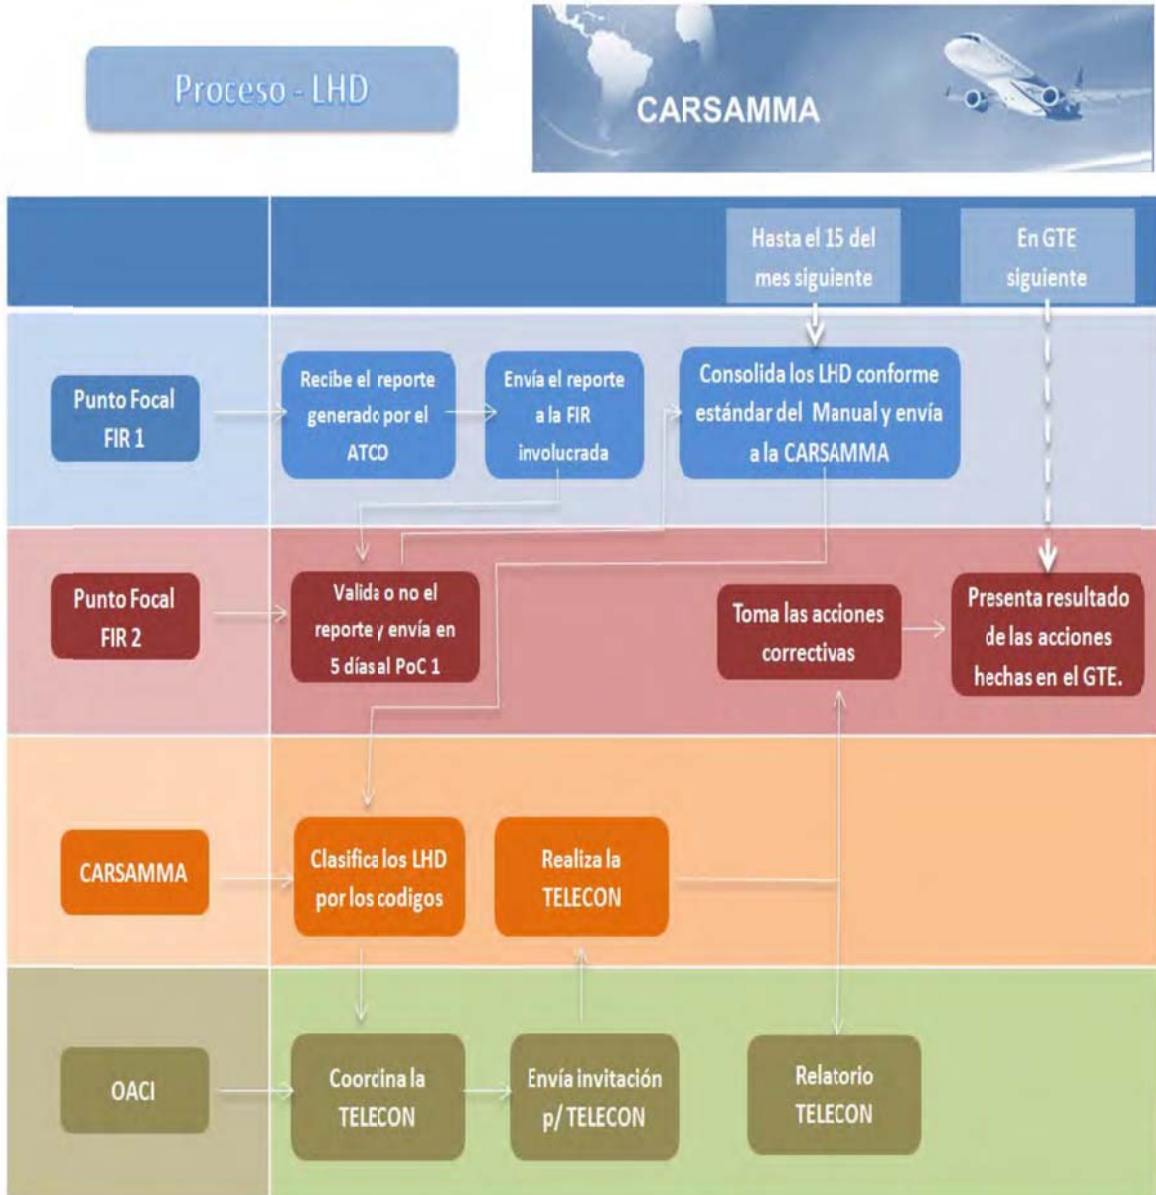 Proceso - LHD
CARSAMMA
Hasta el 15 del
mes siguiente
En GTE
siguiente
Punto Focal
FIR 1
Recibe el reporte
generado por el
ATCO
Envía el reporte
a la FIR
involucrada
Consolida los LHD conforme
estándar del Manual y envía
a la CARSAMMA
Punto Focal
FIR 2
Valida o no el
reporte y envía en
5 días al PoC 1
Toma las acciones
correctivas
Presenta resultado
de las acciones
hechas en el GTE.
CARSAMMA
Clasifica los LHD
por los codigos
Realiza la
TELECON
OACI
Coordina la
TELECON
Envía invitación
p/ TELECON
Relatorio
TELECON